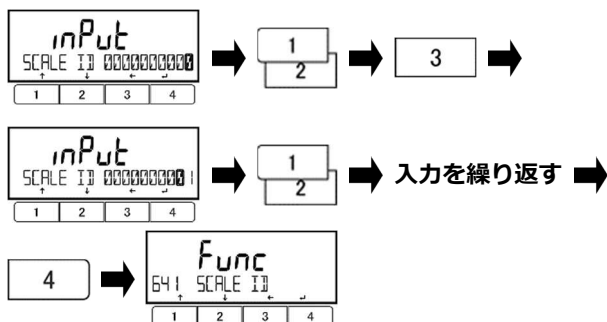 inPut
SCALE ID 0000000000
↑ ↓ ← ↵
1 2 3 4
1
2
3
inPut
SCALE ID 0000000001
↑ ↓ ← ↵
1 2 3 4
1
2
入力を繰り返す
4
Func
641 SCALE ID
↑ ↓ ← ↵
1 2 3 4